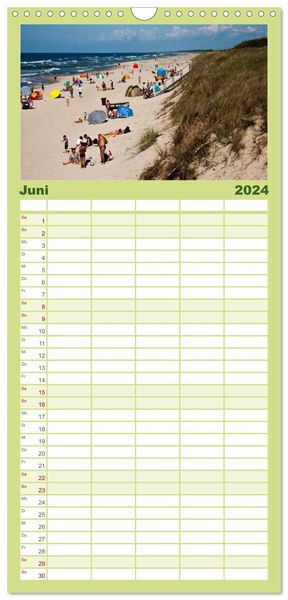 Juni 2024
Sa 1
So 2
Mo 3
Di 4
Mi 5
Do 6
Fr 7
Sa 8
So 9
Mo 10
Di 11
Mi 12
Do 13
Fr 14
Sa 15
So 16
Mo 17
Di 18
Mi 19
Do 20
Fr 21
Sa 22
So 23
Mo 24
Di 25
Mi 26
Do 27
Fr 28
Sa 29
So 30